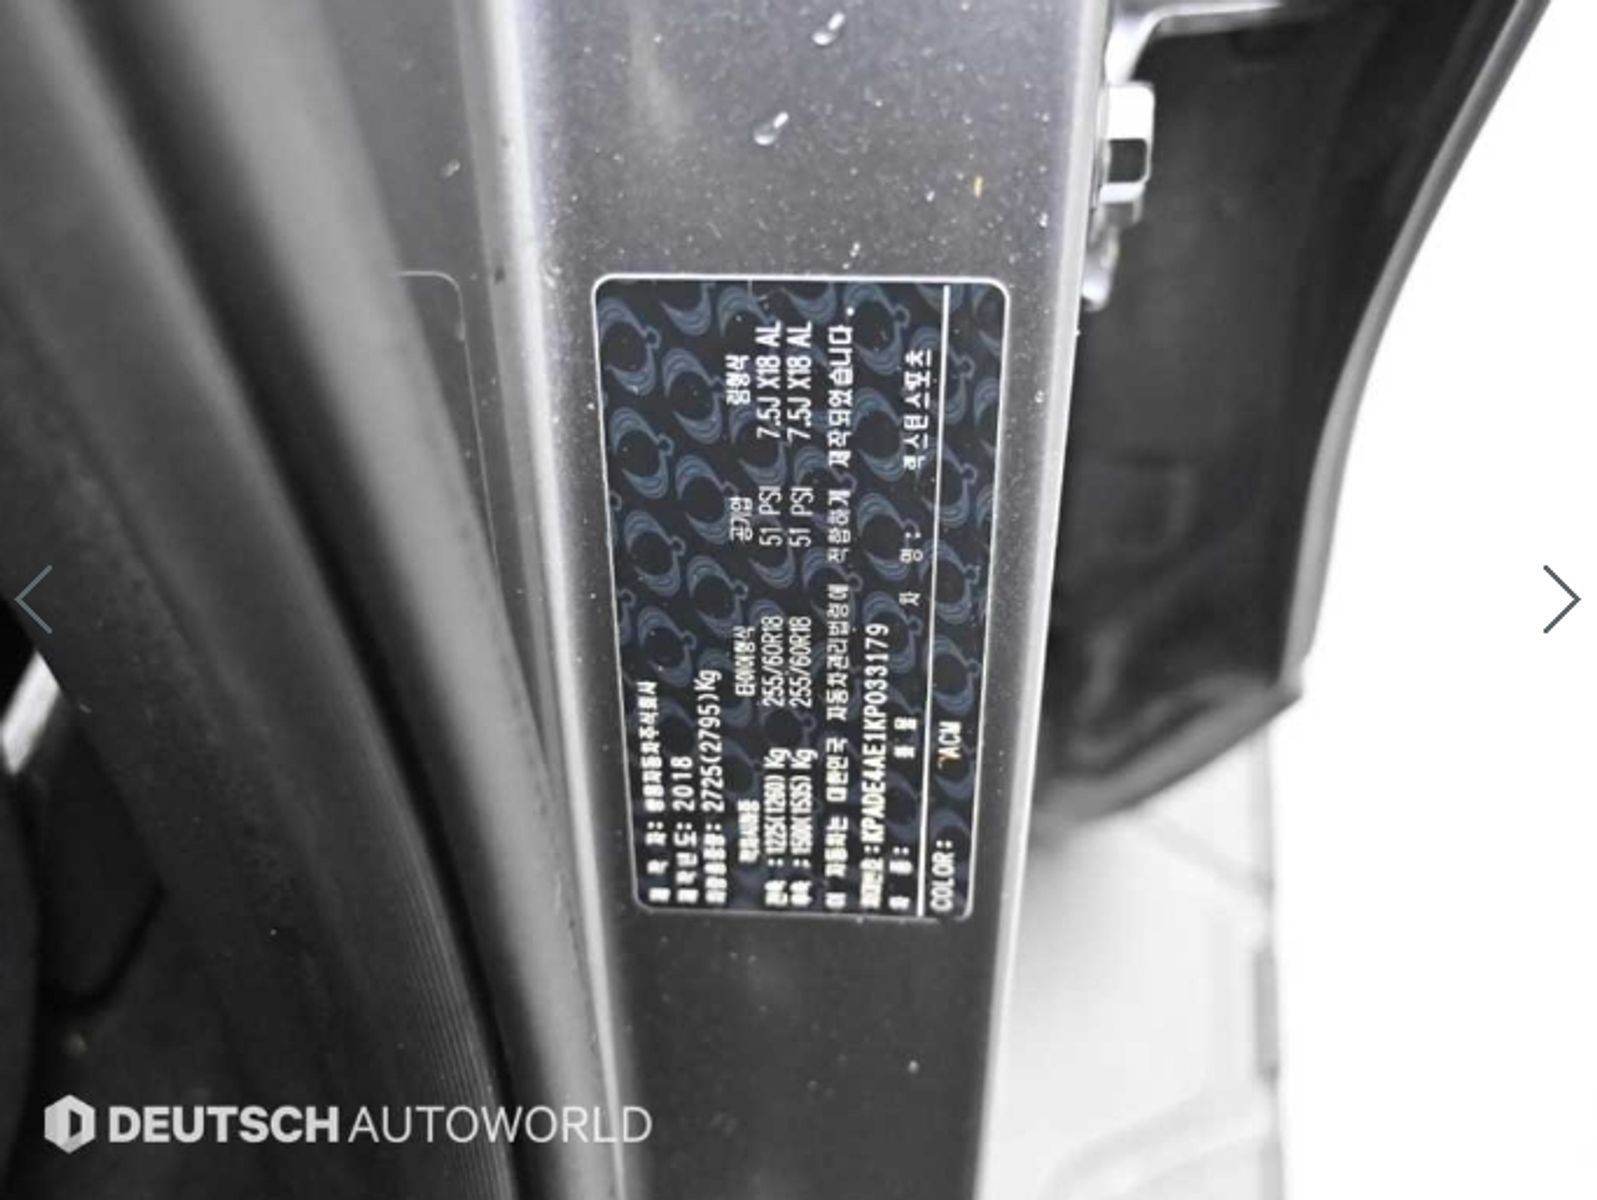 제 작 자: 쌍용자동차주식회사
제작년도: 2018
차량총중량: 2725(2795)Kg
적재시하중 타이어형식 공기압 림형식
전축 : 1225(1260) Kg 255/60R18 51 PSI 7.5J X18 AL
후축 : 1500(1535) Kg 255/60R18 51 PSI 7.5J X18 AL
이 자동차는 대한민국 자동차관리법령에 적합하게 제작되었습니다.
차대번호: KPADE4AE1KP033179
차 명: 렉스턴스포츠
COLOR: ACM
DEUTSCH AUTOWORLD